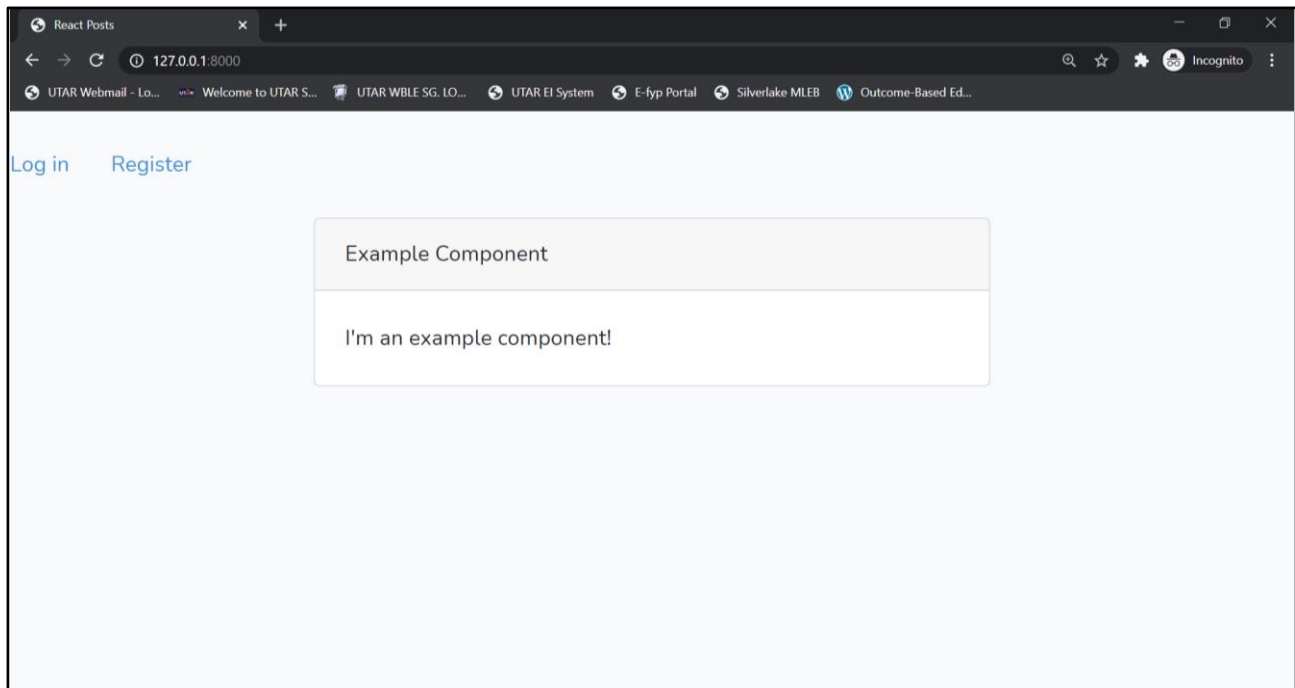 React Posts
127.0.0.1:8000
Incognito
UTAR Webmail - Lo... Welcome to UTAR S... UTAR WBLE SG. LO... UTAR EI System E-fyp Portal Silverlake MLEB Outcome-Based Ed...
Log in Register
Example Component
I'm an example component!